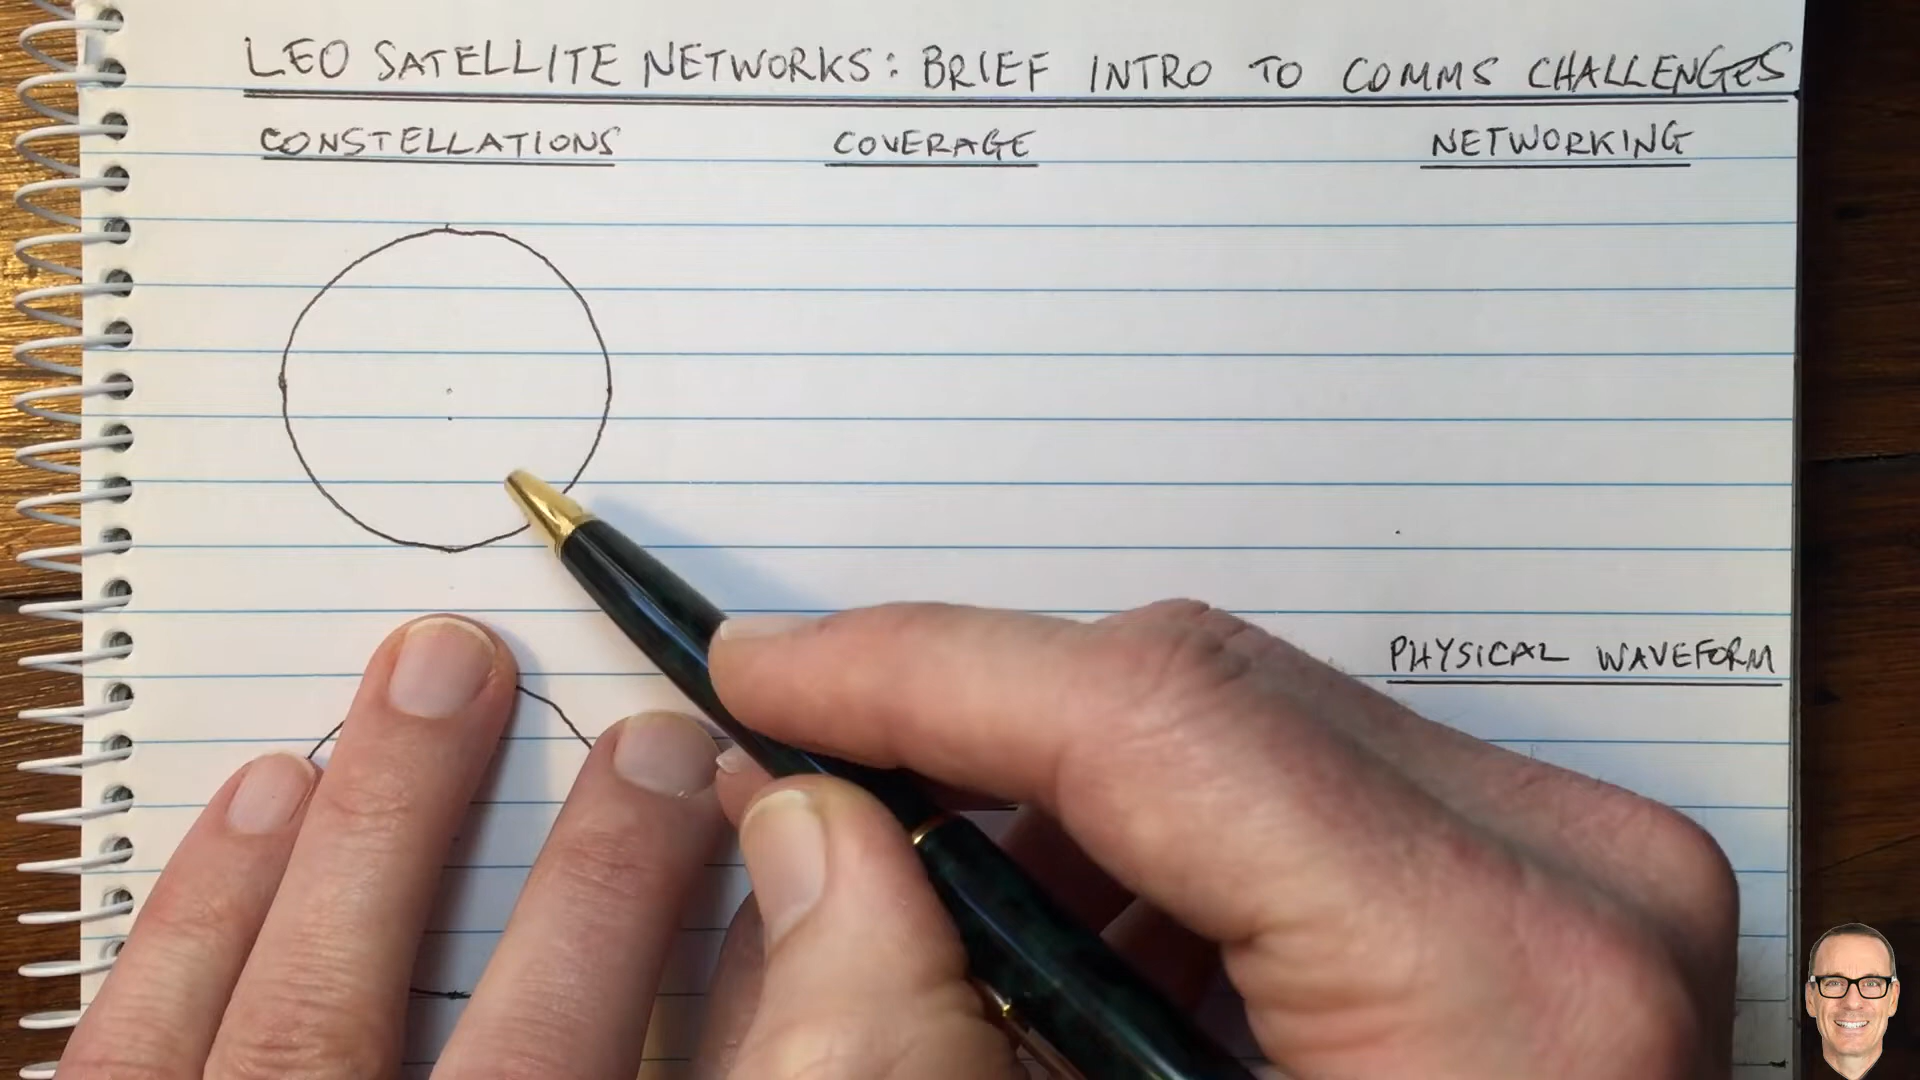 LEO SATELLITE NETWORKS: BRIEF INTRO TO COMMS CHALLENGES
CONSTELLATIONS COVERAGE NETWORKING
PHYSICAL WAVEFORM